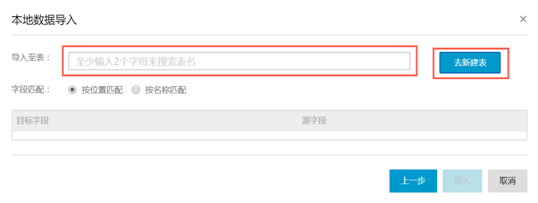 本地数据导入
导入至表： 至少输入2个字母来搜索表名 去新建表
字段匹配： 按位置匹配 按名称匹配
目标字段 源字段
上一步 导入 取消